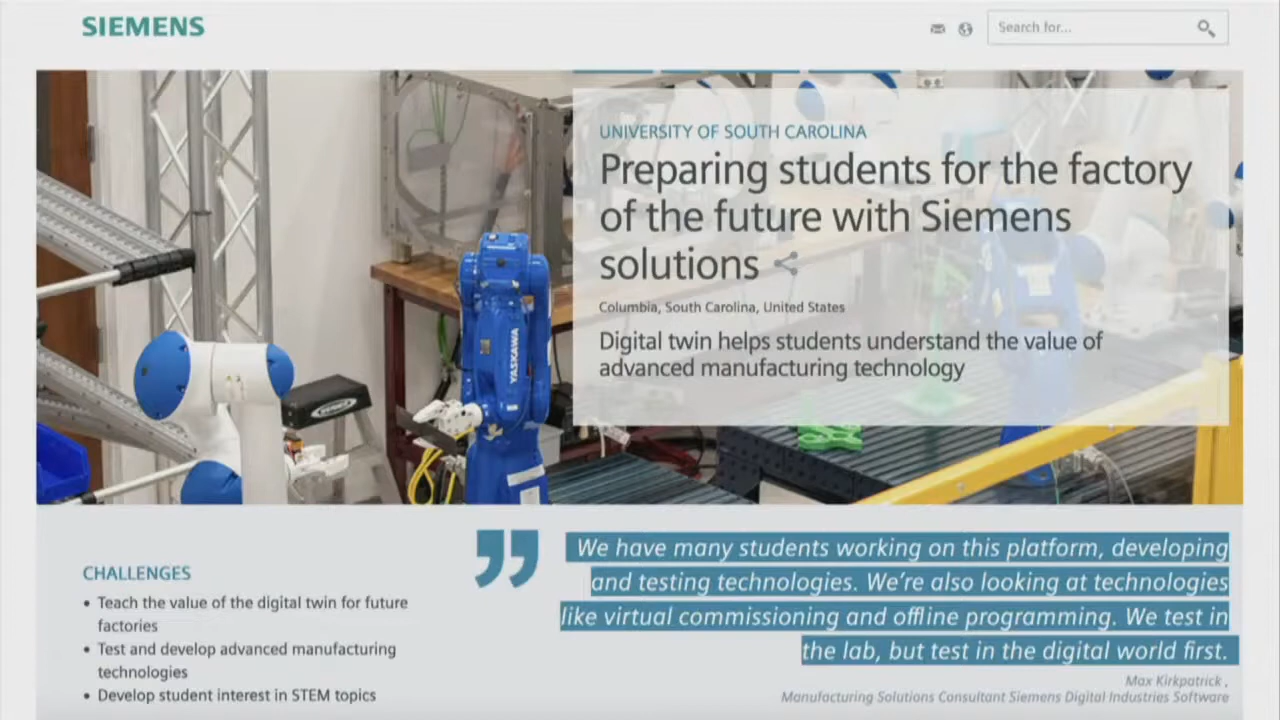 SIEMENS
Search for...
UNIVERSITY OF SOUTH CAROLINA
Preparing students for the factory
of the future with Siemens
solutions
Columbia, South Carolina, United States
Digital twin helps students understand the value of
advanced manufacturing technology
YASKAWA
CHALLENGES
• Teach the value of the digital twin for future
factories
• Test and develop advanced manufacturing
technologies
• Develop student interest in STEM topics
”
We have many students working on this platform, developing
and testing technologies. We’re also looking at technologies
like virtual commissioning and offline programming. We test in
the lab, but test in the digital world first.
Max Kirkpatrick ,
Manufacturing Solutions Consultant Siemens Digital Industries Software